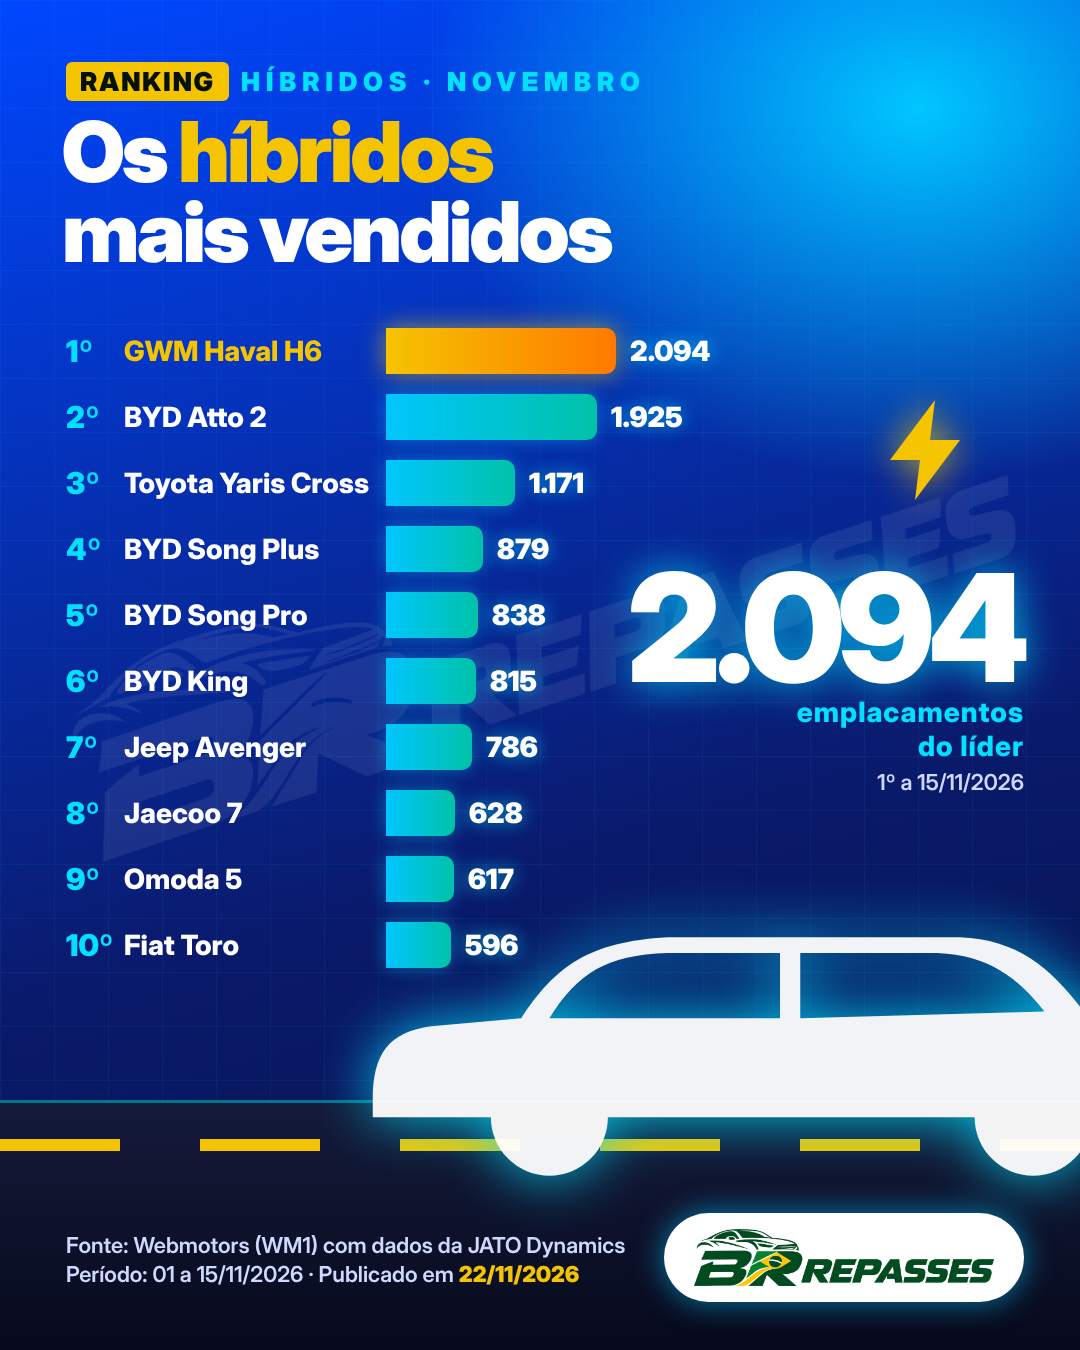 RANKING HÍBRIDOS · NOVEMBRO
Os híbridos
mais vendidos
1º GWM Haval H6 2.094
2º BYD Atto 2 1.925
3º Toyota Yaris Cross 1.171
4º BYD Song Plus 879
5º BYD Song Pro 838
6º BYD King 815
7º Jeep Avenger 786
8º Jaecoo 7 628
9º Omoda 5 617
10º Fiat Toro 596
BR REPASSES
2.094
emplacamentos
do líder
1º a 15/11/2026
Fonte: Webmotors (WM1) com dados da JATO Dynamics
Período: 01 a 15/11/2026 · Publicado em 22/11/2026
BR REPASSES